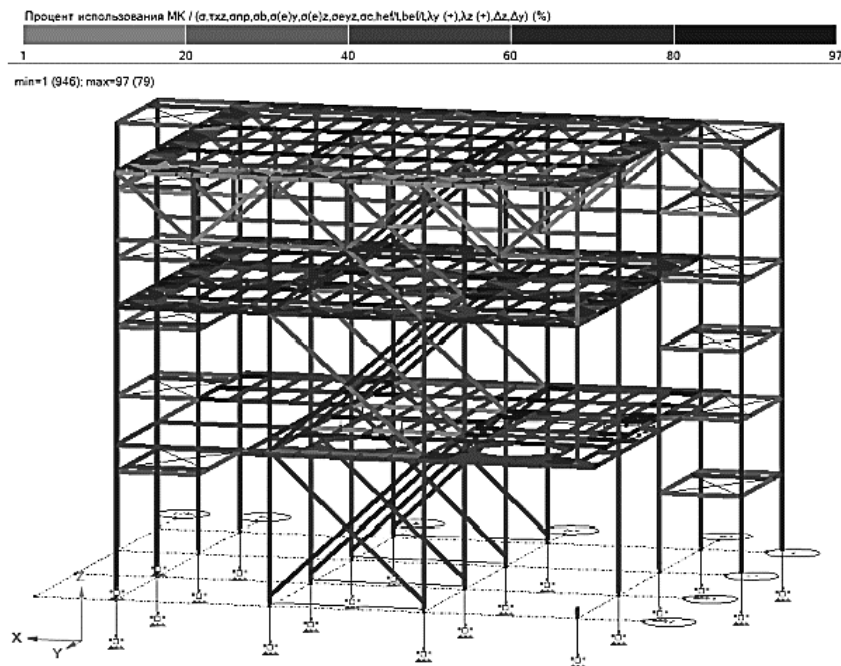 Процент использования МК / (σ,τxz,σпр,σb,σ(e)y,σ(e)z,σeyz,σc,hef/t,bef/t,λy (+),λz (+),Δz,Δy) (%)
1 20 40 60 80 97
min=1 (946); max=97 (79)
Z
X
Y